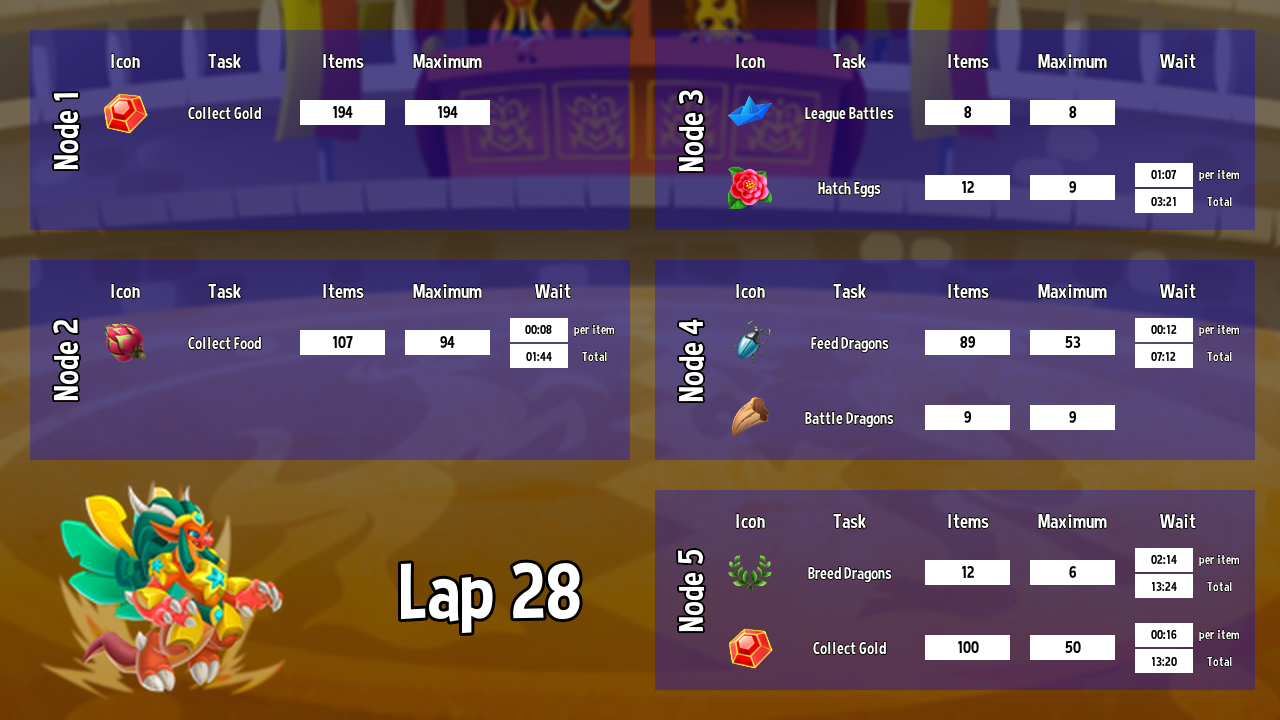 Node 1
Icon Task Items Maximum
Collect Gold 194 194
Node 2
Icon Task Items Maximum Wait
Collect Food 107 94 00:08 per item
01:44 Total
Lap 28
Node 3
Icon Task Items Maximum Wait
League Battles 8 8
Hatch Eggs 12 9 01:07 per item
03:21 Total
Node 4
Icon Task Items Maximum Wait
Feed Dragons 89 53 00:12 per item
07:12 Total
Battle Dragons 9 9
Node 5
Icon Task Items Maximum Wait
Breed Dragons 12 6 02:14 per item
13:24 Total
Collect Gold 100 50 00:16 per item
13:20 Total